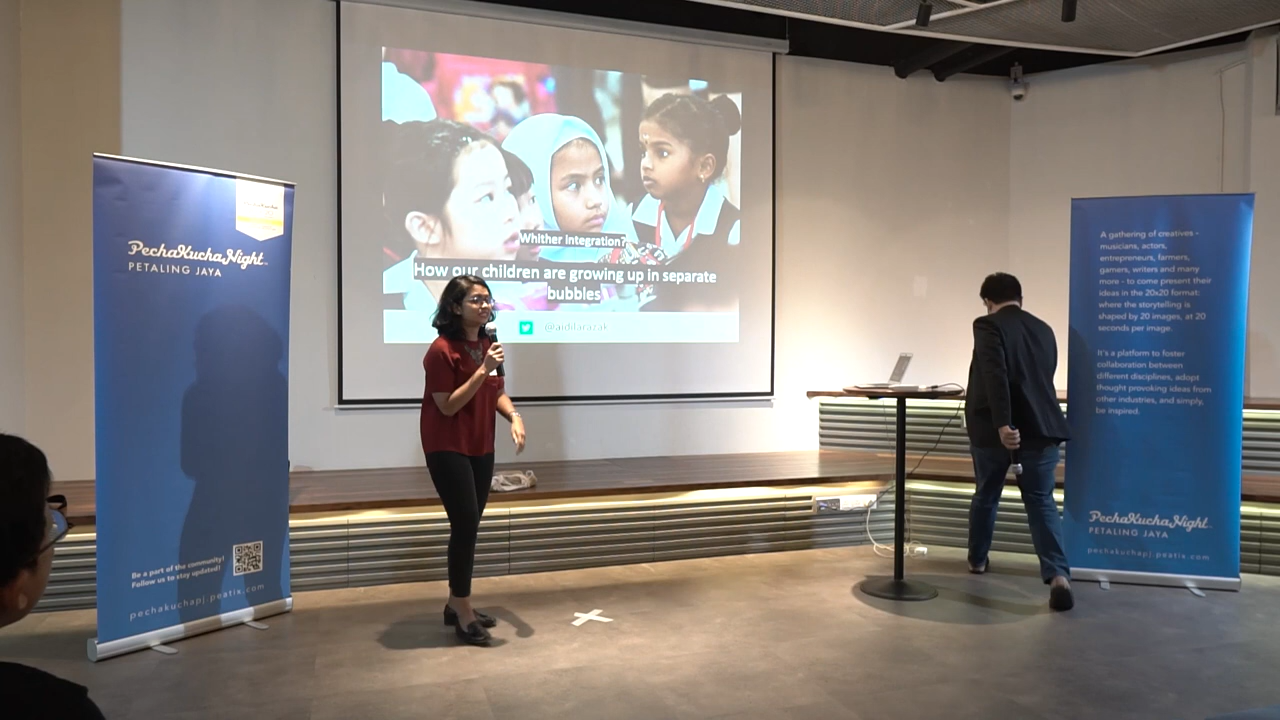 PechaKuchaNight
PETALING JAYA
Be a part of the community!
Follow us to stay updated!
pechakuchapj.peatix.com
Whither Integration?
How our children are growing up in separate
bubbles
@aidilarazak
A gathering of creatives -
musicians, actors,
entrepreneurs, farmers,
gamers, writers and many
more - to come present their
ideas in the 20x20 format:
where the storytelling is
shaped by 20 images, at 20
seconds per image.
It's a platform to foster
collaboration between
different disciplines, adopt
thought provoking ideas from
other industries, and simply,
be inspired.
PechaKuchaNight
PETALING JAYA
pechakuchapj.peatix.com